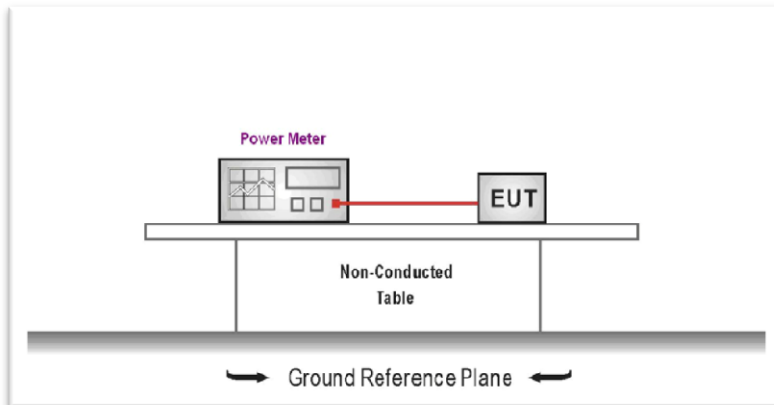 Power Meter
EUT
Non-Conducted
Table
Ground Reference Plane